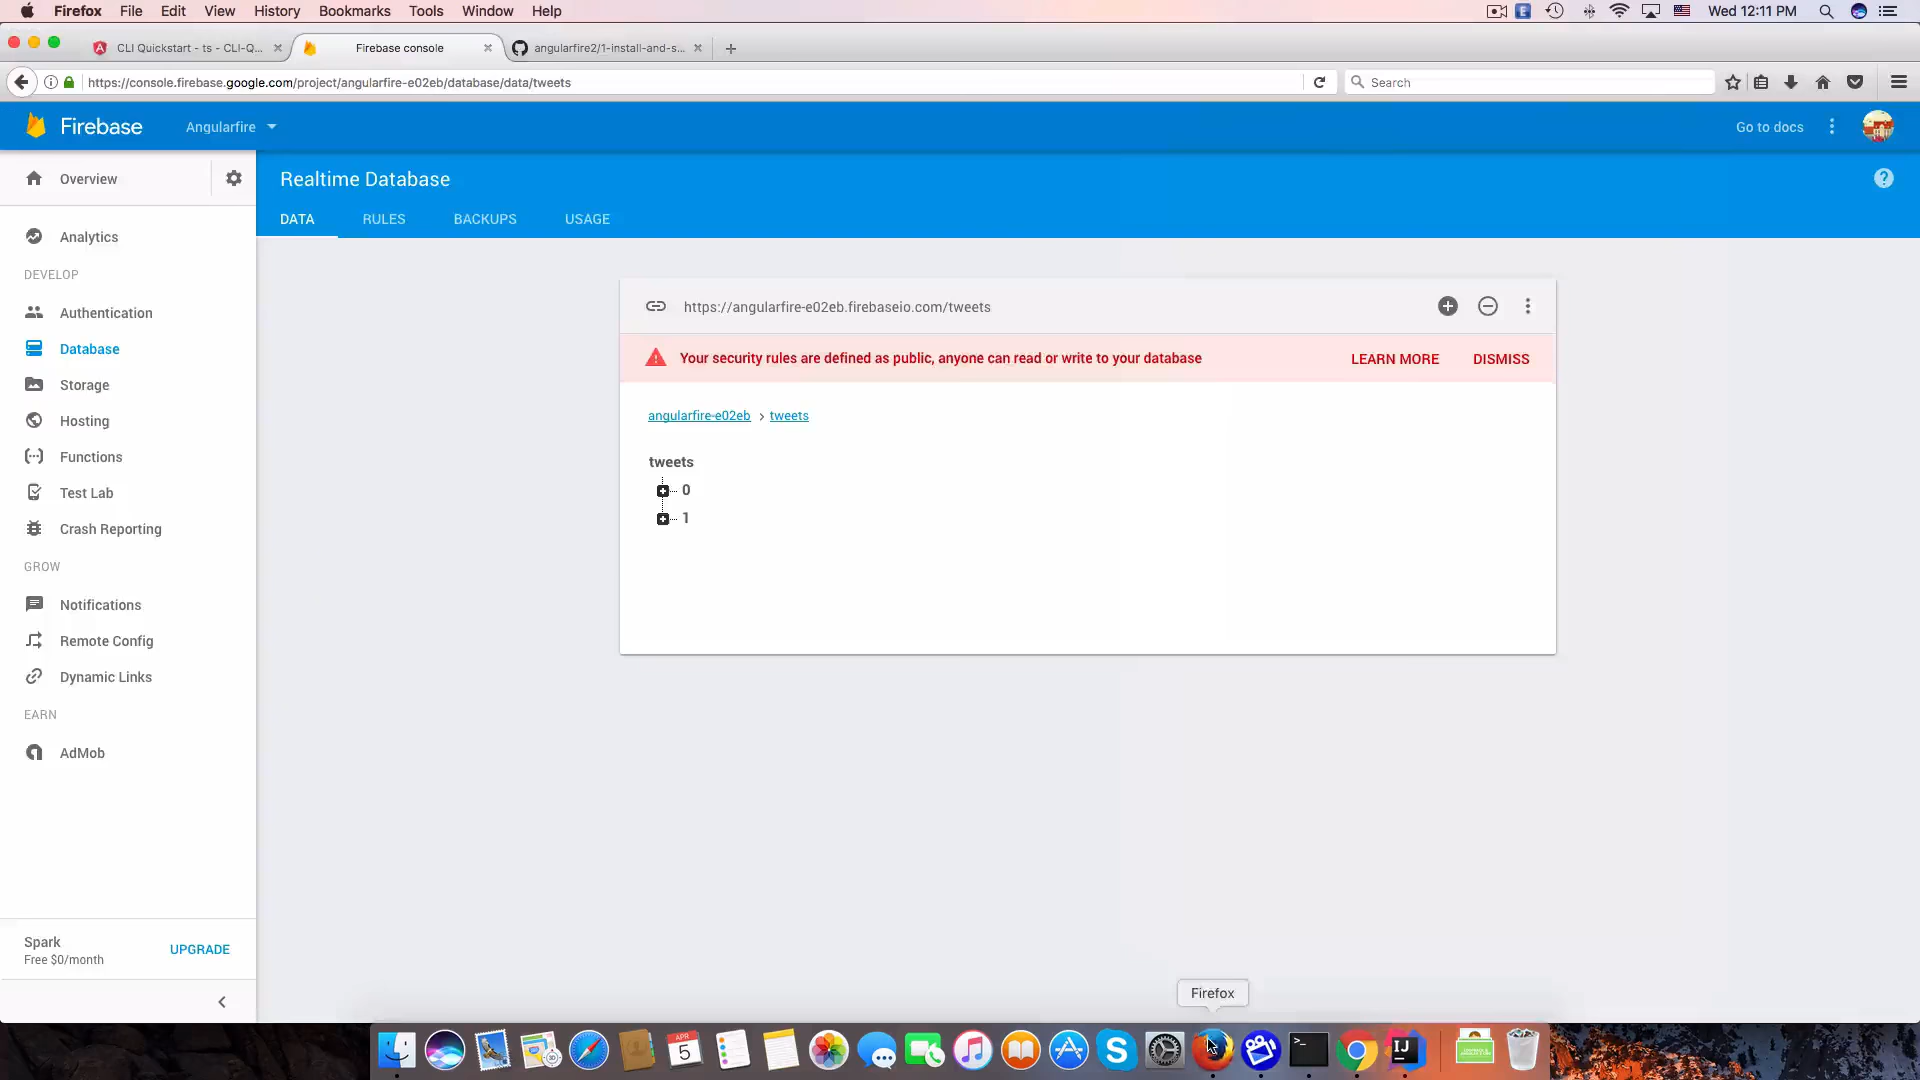 Firefox File Edit View History Bookmarks Tools Window Help
Wed 12:11 PM
CLI Quickstart - ts - CLI-Q...
Firebase console
angularfire2/1-install-and-s...
https://console.firebase.google.com/project/angularfire-e02eb/database/data/tweets
Search
Firebase
Angularfire
Go to docs
Overview
Realtime Database
DATA RULES BACKUPS USAGE
Analytics
DEVELOP
Authentication
Database
Storage
Hosting
Functions
Test Lab
Crash Reporting
GROW
Notifications
Remote Config
Dynamic Links
EARN
AdMob
Spark
Free $0/month
UPGRADE
https://angularfire-e02eb.firebaseio.com/tweets
Your security rules are defined as public, anyone can read or write to your database
LEARN MORE DISMISS
angularfire-e02eb › tweets
tweets
0
1
Firefox
APR
5